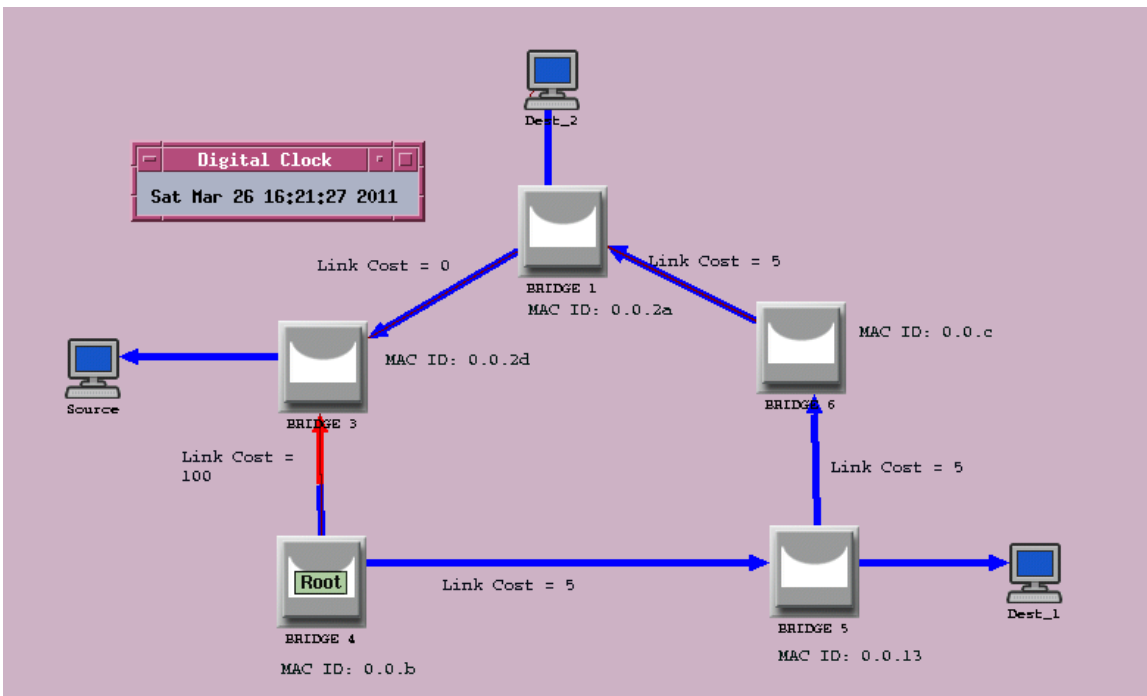 Dest_2
Digital Clock
Sat Mar 26 16:21:27 2011
Link Cost = 0
Link Cost = 5
BRIDGE 1
MAC ID: 0.0.2a
MAC ID: 0.0.c
MAC ID: 0.0.2d
Source
BRIDGE 6
BRIDGE 3
Link Cost =
100
Link Cost = 5
Root
Link Cost = 5
Dest_1
BRIDGE 4
BRIDGE 5
MAC ID: 0.0.b
MAC ID: 0.0.13